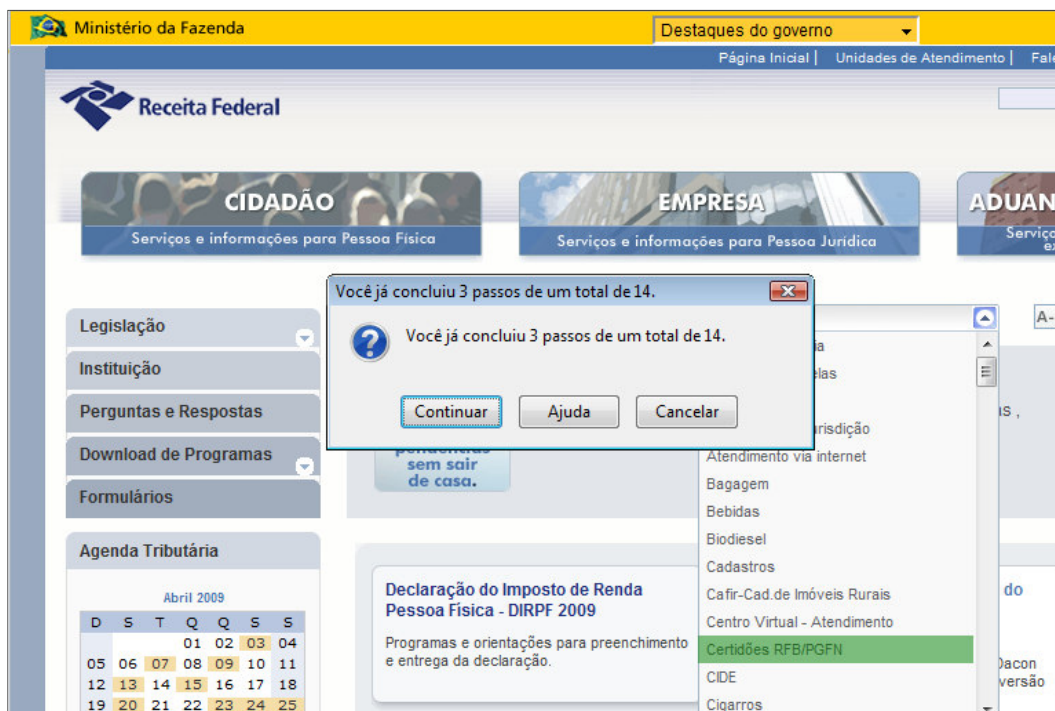 Ministério da Fazenda
Destaques do governo
Página Inicial | Unidades de Atendimento |
Receita Federal
CIDADÃO
Serviços e informações para Pessoa Física
EMPRESA
Serviços e informações para Pessoa Jurídica
ADUAN
Serviço
Você já concluiu 3 passos de um total de 14.
Você já concluiu 3 passos de um total de 14.
Continuar
Ajuda
Cancelar
Legislação
Instituição
Perguntas e Respostas
Download de Programas
Formulários
A-
sem sair
de casa.
Atendimento via internet
Bagagem
Bebidas
Biodiesel
Cadastros
Cafir-Cad.de Imóveis Rurais
Centro Virtual - Atendimento
Certidões RFB/PGFN
CIDE
Cigarros
Agenda Tributária
Abril 2009
D S T Q Q S S
01 02 03 04
05 06 07 08 09 10 11
12 13 14 15 16 17 18
19 20 21 22 23 24 25
Declaração do Imposto de Renda
Pessoa Física - DIRPF 2009
Programas e orientações para preenchimento
e entrega da declaração.
do
Dacon
versão